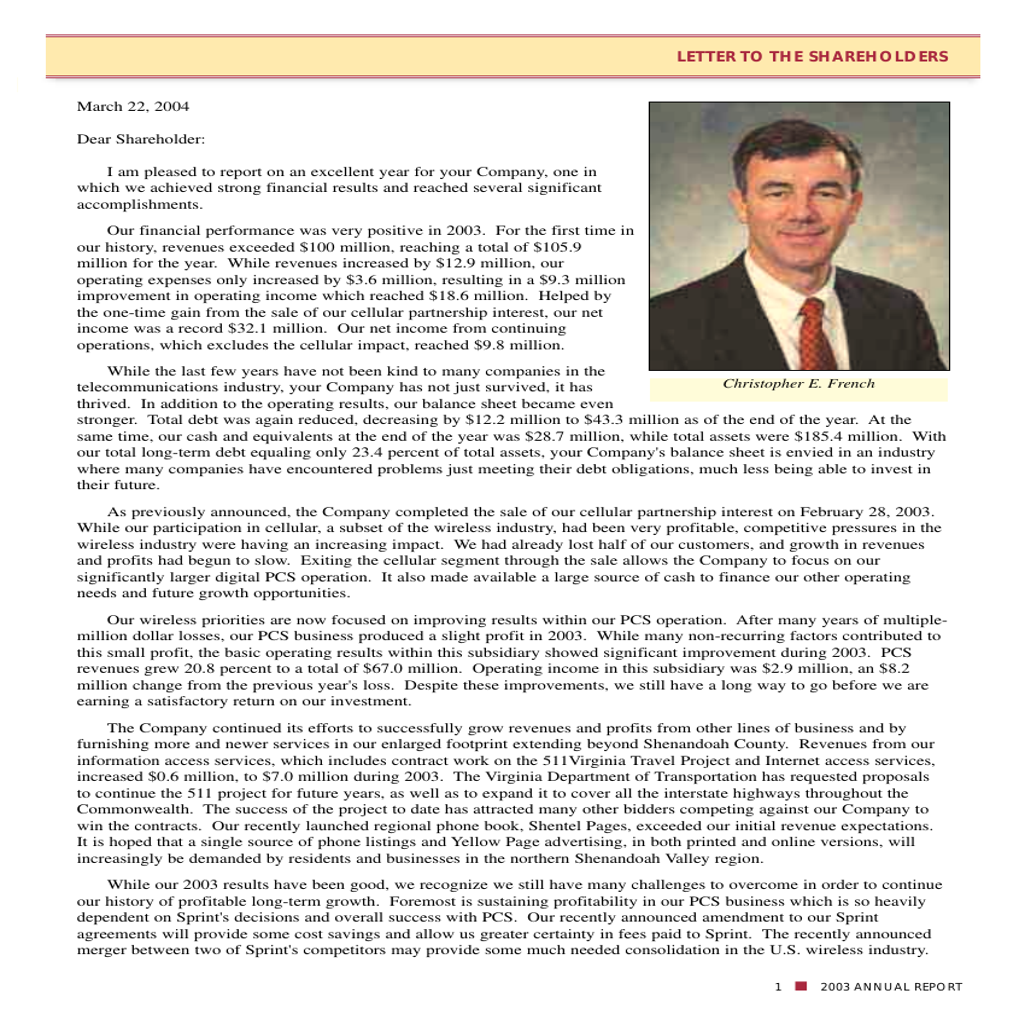 LETTER TO THE SHAREHOLDERS
March 22, 2004
Dear Shareholder:
I am pleased to report on an excellent year for your Company, one in
which we achieved strong financial results and reached several significant
accomplishments.
Our financial performance was very positive in 2003. For the first time in
our history, revenues exceeded $100 million, reaching a total of $105.9
million for the year. While revenues increased by $12.9 million, our
operating expenses only increased by $3.6 million, resulting in a $9.3 million
improvement in operating income which reached $18.6 million. Helped by
the one-time gain from the sale of our cellular partnership interest, our net
income was a record $32.1 million. Our net income from continuing
operations, which excludes the cellular impact, reached $9.8 million.
Christopher E. French
While the last few years have not been kind to many companies in the
telecommunications industry, your Company has not just survived, it has
thrived. In addition to the operating results, our balance sheet became even
stronger. Total debt was again reduced, decreasing by $12.2 million to $43.3 million as of the end of the year. At the
same time, our cash and equivalents at the end of the year was $28.7 million, while total assets were $185.4 million. With
our total long-term debt equaling only 23.4 percent of total assets, your Company's balance sheet is envied in an industry
where many companies have encountered problems just meeting their debt obligations, much less being able to invest in
their future.
As previously announced, the Company completed the sale of our cellular partnership interest on February 28, 2003.
While our participation in cellular, a subset of the wireless industry, had been very profitable, competitive pressures in the
wireless industry were having an increasing impact. We had already lost half of our customers, and growth in revenues
and profits had begun to slow. Exiting the cellular segment through the sale allows the Company to focus on our
significantly larger digital PCS operation. It also made available a large source of cash to finance our other operating
needs and future growth opportunities.
Our wireless priorities are now focused on improving results within our PCS operation. After many years of multiple-
million dollar losses, our PCS business produced a slight profit in 2003. While many non-recurring factors contributed to
this small profit, the basic operating results within this subsidiary showed significant improvement during 2003. PCS
revenues grew 20.8 percent to a total of $67.0 million. Operating income in this subsidiary was $2.9 million, an $8.2
million change from the previous year's loss. Despite these improvements, we still have a long way to go before we are
earning a satisfactory return on our investment.
The Company continued its efforts to successfully grow revenues and profits from other lines of business and by
furnishing more and newer services in our enlarged footprint extending beyond Shenandoah County. Revenues from our
information access services, which includes contract work on the 511Virginia Travel Project and Internet access services,
increased $0.6 million, to $7.0 million during 2003. The Virginia Department of Transportation has requested proposals
to continue the 511 project for future years, as well as to expand it to cover all the interstate highways throughout the
Commonwealth. The success of the project to date has attracted many other bidders competing against our Company to
win the contracts. Our recently launched regional phone book, Shentel Pages, exceeded our initial revenue expectations.
It is hoped that a single source of phone listings and Yellow Page advertising, in both printed and online versions, will
increasingly be demanded by residents and businesses in the northern Shenandoah Valley region.
While our 2003 results have been good, we recognize we still have many challenges to overcome in order to continue
our history of profitable long-term growth. Foremost is sustaining profitability in our PCS business which is so heavily
dependent on Sprint's decisions and overall success with PCS. Our recently announced amendment to our Sprint
agreements will provide some cost savings and allow us greater certainty in fees paid to Sprint. The recently announced
merger between two of Sprint's competitors may provide some much needed consolidation in the U.S. wireless industry.
1 ■ 2003 ANNUAL REPORT